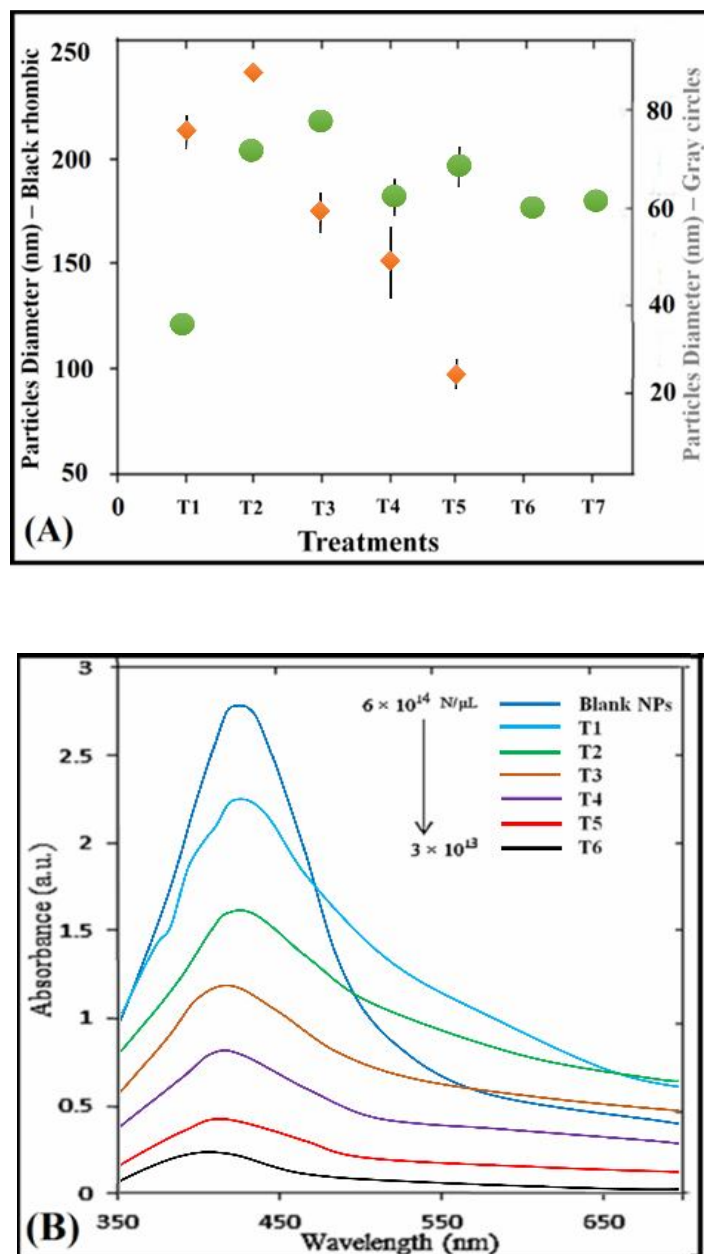 Particles Diameter (nm) – Black rhombic
250
200
150
100
50
80
60
40
20
Particles Diameter (nm) – Gray circles
0 T1 T2 T3 T4 T5 T6 T7
(A)
Treatments
3
2.5
2
1.5
1
0.5
0
Absorbance (a.u.)
6 × 10¹⁴ N/µL
3 × 10¹³
Blank NPs
T1
T2
T3
T4
T5
T6
350 450 550 650
(B)
Wavelength (nm)